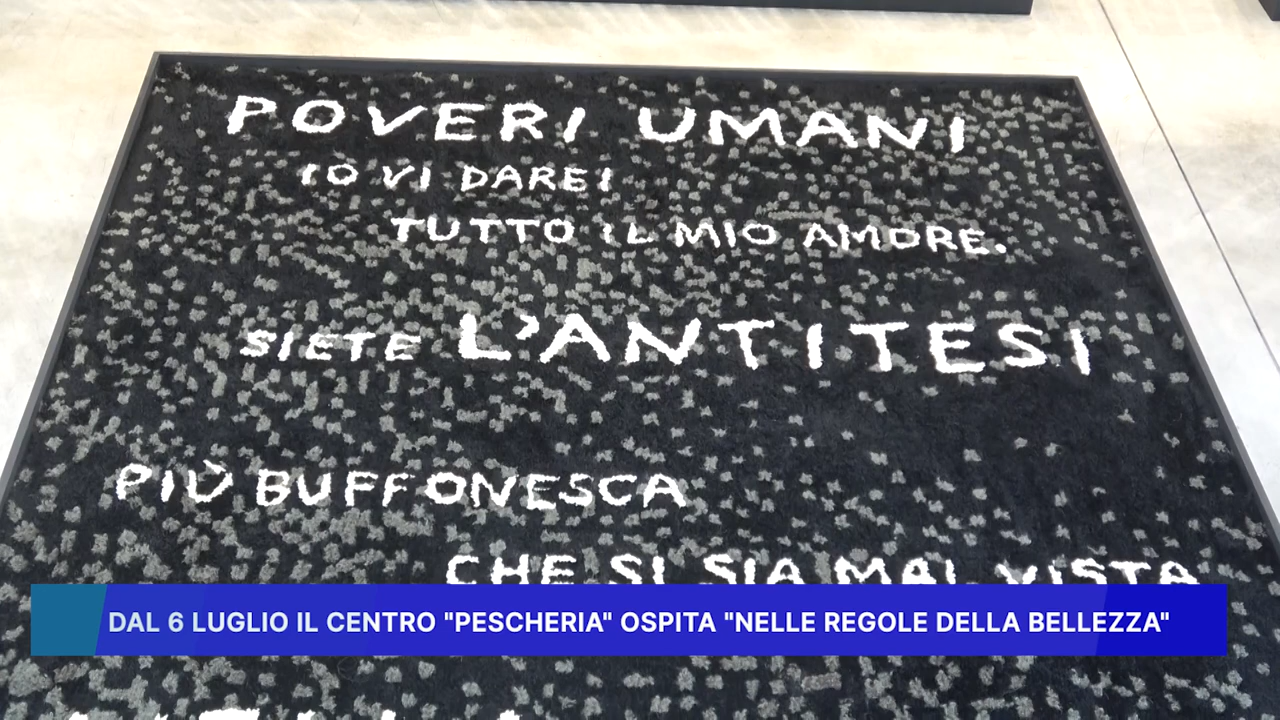 POVERI UMANI
IO VI DAREI
TUTTO IL MIO AMORE.
SIETE L'ANTITESI
PIÙ BUFFONESCA
CHE SI SIA MAI VISTA
DAL 6 LUGLIO IL CENTRO "PESCHERIA" OSPITA "NELLE REGOLE DELLA BELLEZZA"